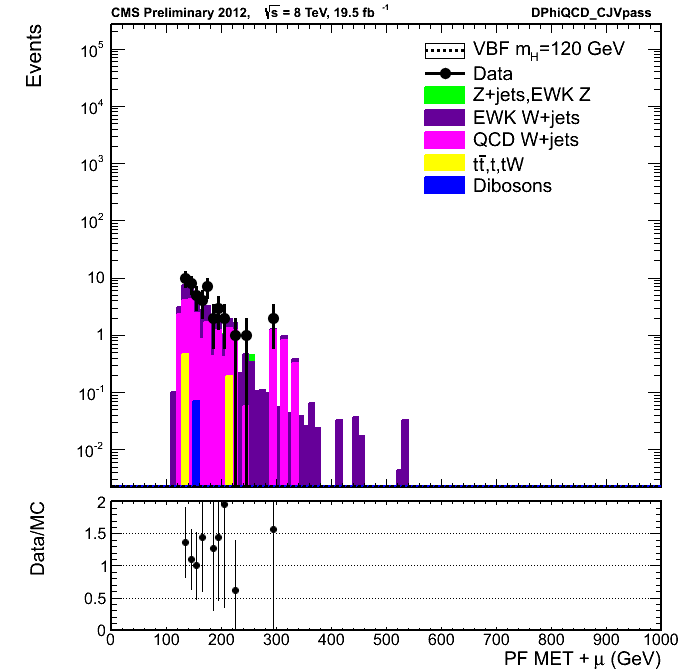 CMS Preliminary 2012, √s = 8 TeV, 19.5 fb⁻¹ DPhiQCD_CJVpass
Events
10⁵
10⁴
10³
10²
10
1
10⁻¹
10⁻²
VBF m_H=120 GeV
Data
Z+jets,EWK Z
EWK W+jets
QCD W+jets
tt̄,t,tW
Dibosons
Data/MC
2
1.5
1
0.5
0
0 100 200 300 400 500 600 700 800 900 1000
PF MET + μ (GeV)